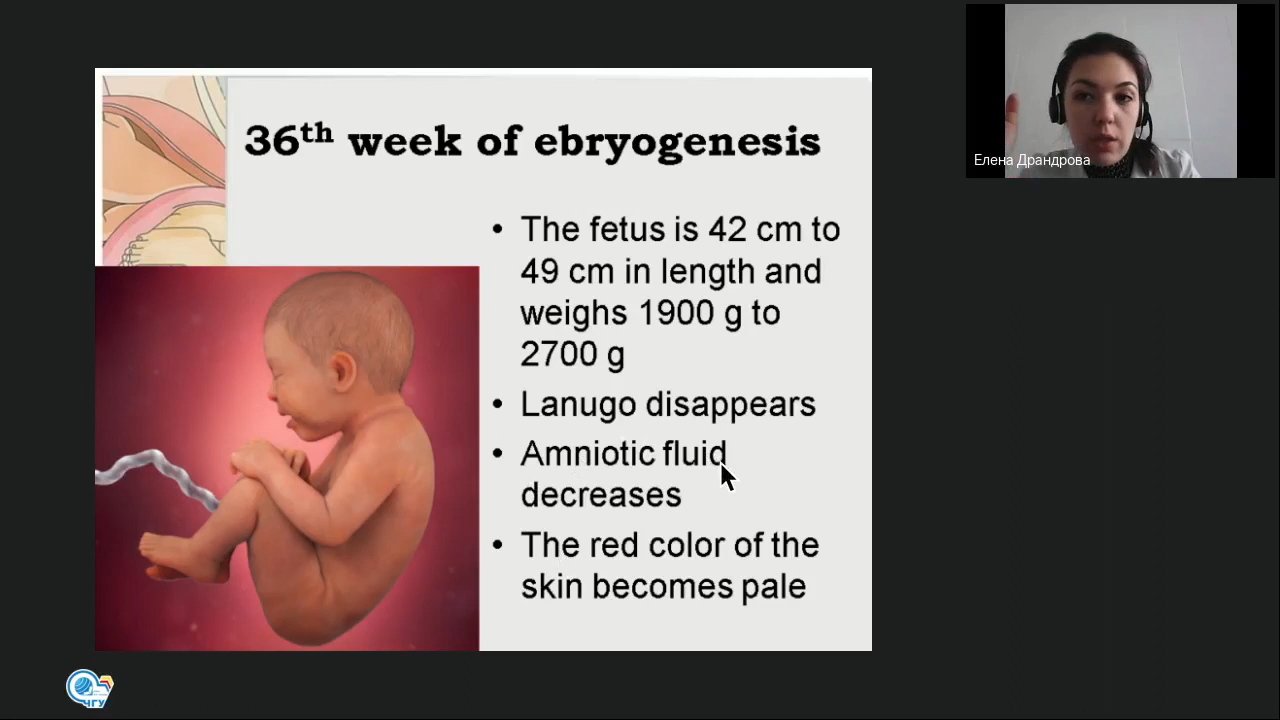 36th week of ebryogenesis
• The fetus is 42 cm to
49 cm in length and
weighs 1900 g to
2700 g
• Lanugo disappears
• Amniotic fluid
decreases
• The red color of the
skin becomes pale
Елена Драндрова
ЧГУ